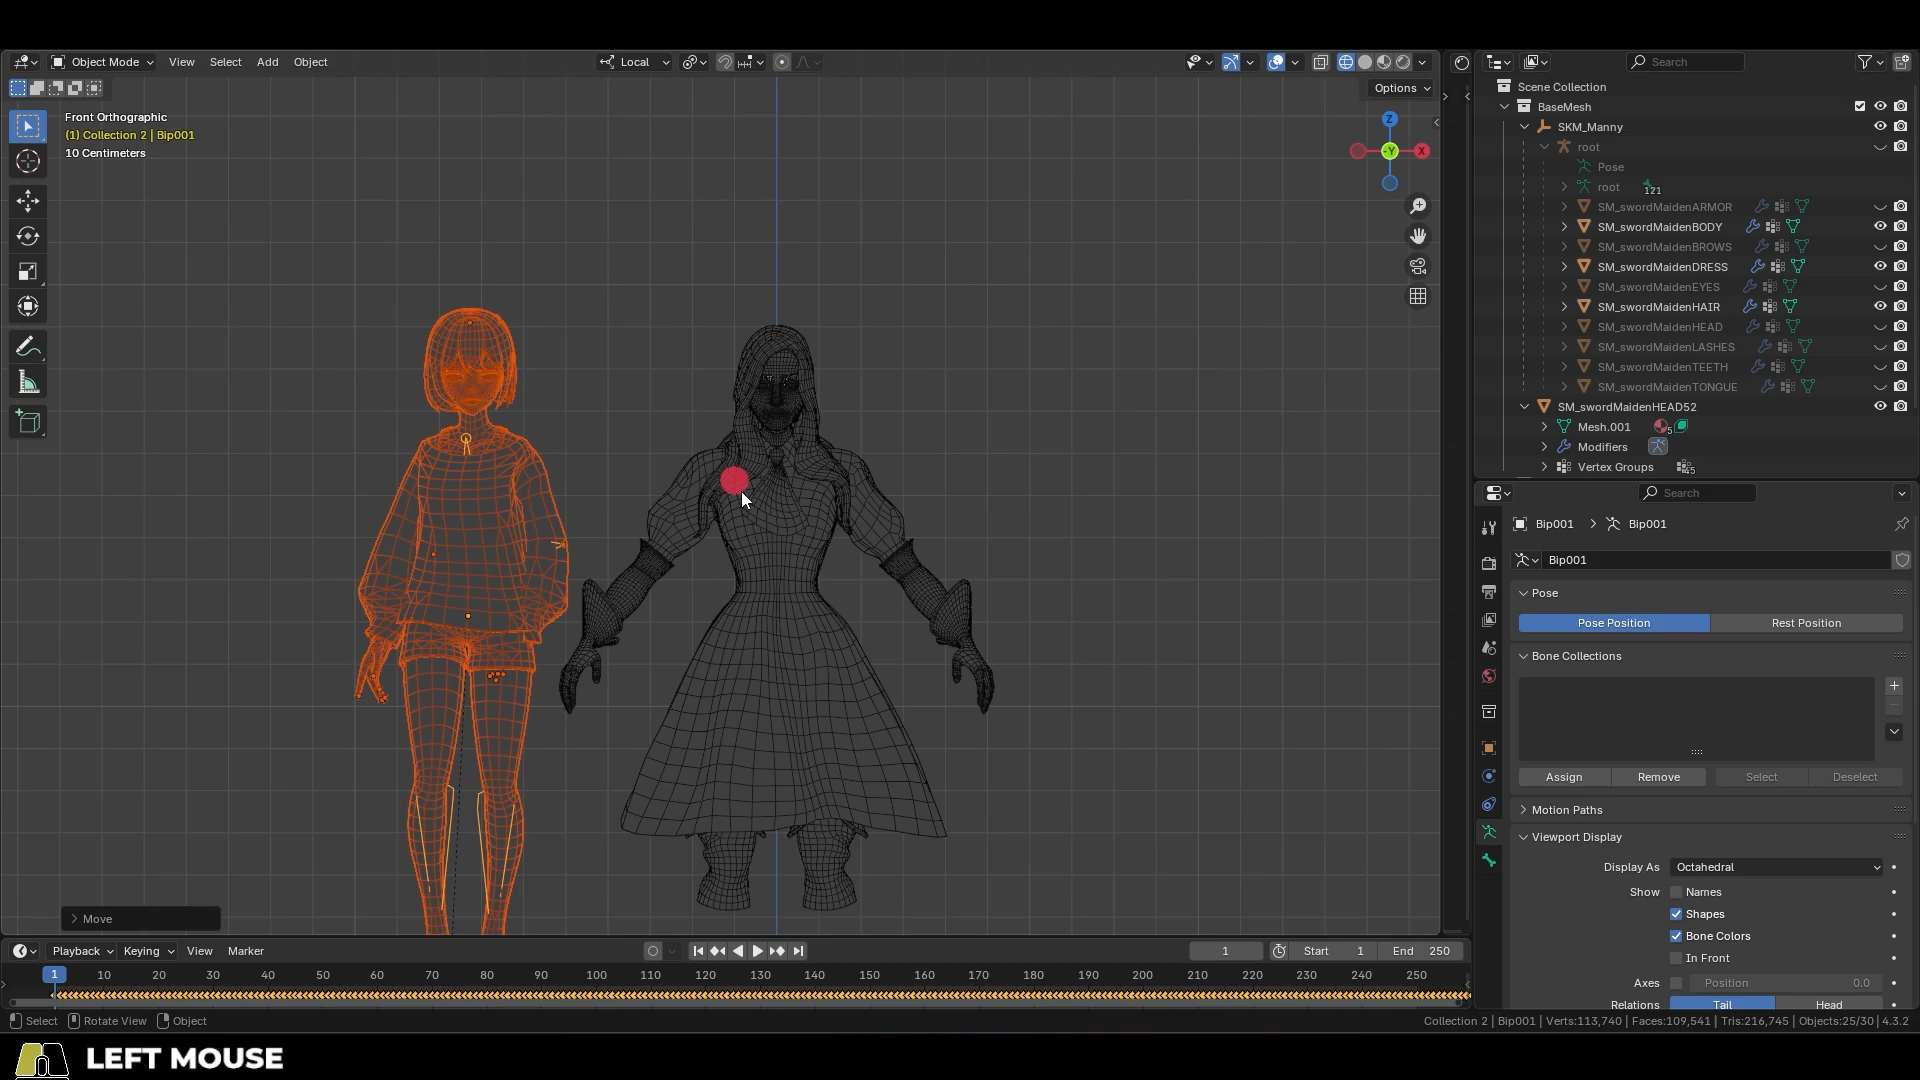 Object Mode View Select Add Object Local Search
Options
Front Orthographic
(1) Collection 2 | Bip001
10 Centimeters
Z
-Y X
Move
Scene Collection
BaseMesh
SKM_Manny
root
Pose
root 121
SM_swordMaidenARMOR
SM_swordMaidenBODY
SM_swordMaidenBROWS
SM_swordMaidenDRESS
SM_swordMaidenEYES
SM_swordMaidenHAIR
SM_swordMaidenHEAD
SM_swordMaidenLASHES
SM_swordMaidenTEETH
SM_swordMaidenTONGUE
SM_swordMaidenHEAD52
Mesh.001 5
Modifiers
Vertex Groups 45
Search
Bip001 > Bip001
Bip001
Pose
Pose Position Rest Position
Bone Collections
Assign Remove Select Deselect
Motion Paths
Viewport Display
Display As Octahedral
Show Names
Shapes
Bone Colors
In Front
Axes Position 0.0
Relations Tail Head
Playback Keying View Marker 1 Start 1 End 250
1 10 20 30 40 50 60 70 80 90 100 110 120 130 140 150 160 170 180 190 200 210 220 230 240 250
Select Rotate View Object Collection 2 | Bip001 | Verts:113,740 | Faces:109,541 | Tris:216,745 | Objects:25/30 | 4.3.2
LEFT MOUSE